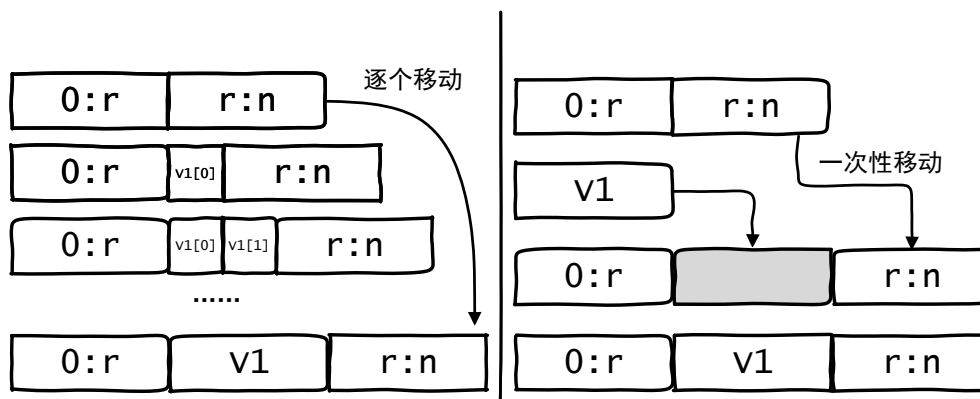 逐个移动
0:r r:n
0:r v1[0] r:n
0:r v1[0] v1[1] r:n
......
0:r v1 r:n
0:r r:n
一次性移动
v1
0:r r:n
0:r v1 r:n